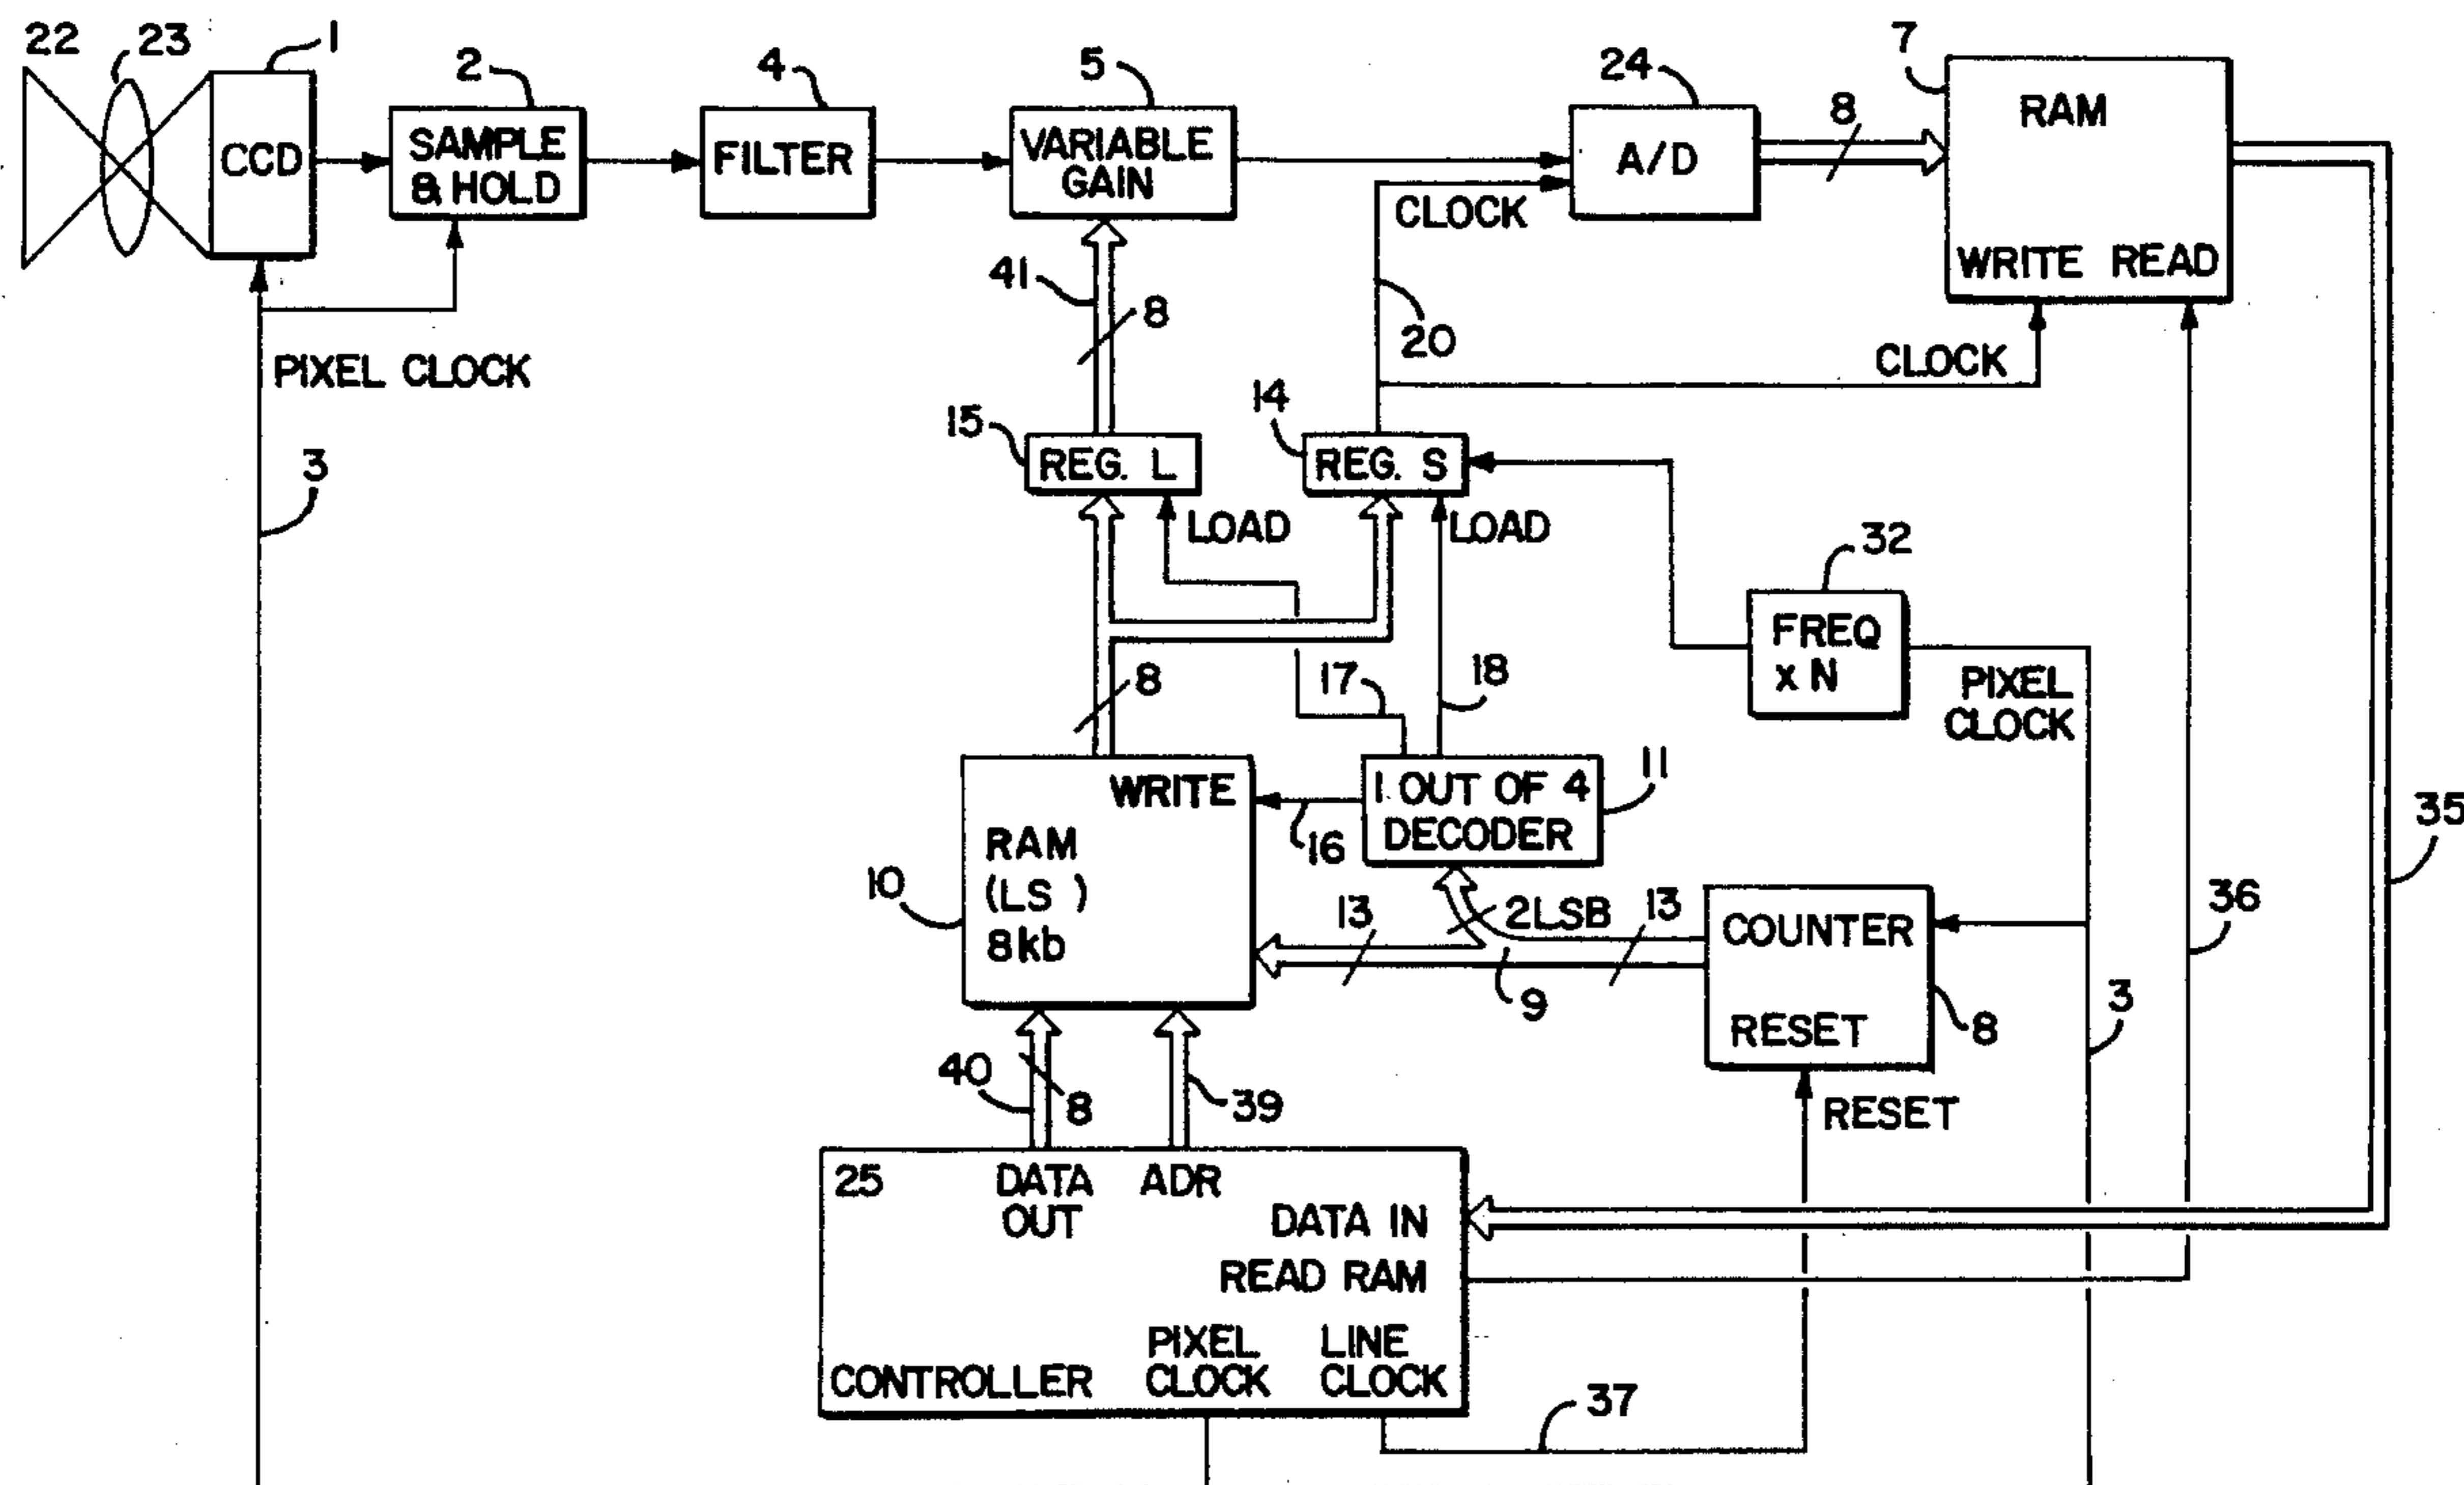 22
23
1
2
4
5
24
7
CCD
SAMPLE
& HOLD
FILTER
VARIABLE
GAIN
A/D
8
RAM
WRITE READ
CLOCK
41
8
20
CLOCK
PIXEL CLOCK
3
15
REG. L
14
REG. S
LOAD
LOAD
32
FREQ
x N
PIXEL
CLOCK
8
17
18
WRITE
RAM
(LS )
8kb
10
1 OUT OF 4
DECODER
11
16
13
2LSB
13
9
COUNTER
RESET
8
3
36
35
40
8
39
RESET
25
DATA
OUT
ADR
DATA IN
READ RAM
CONTROLLER
PIXEL
CLOCK
LINE
CLOCK
37